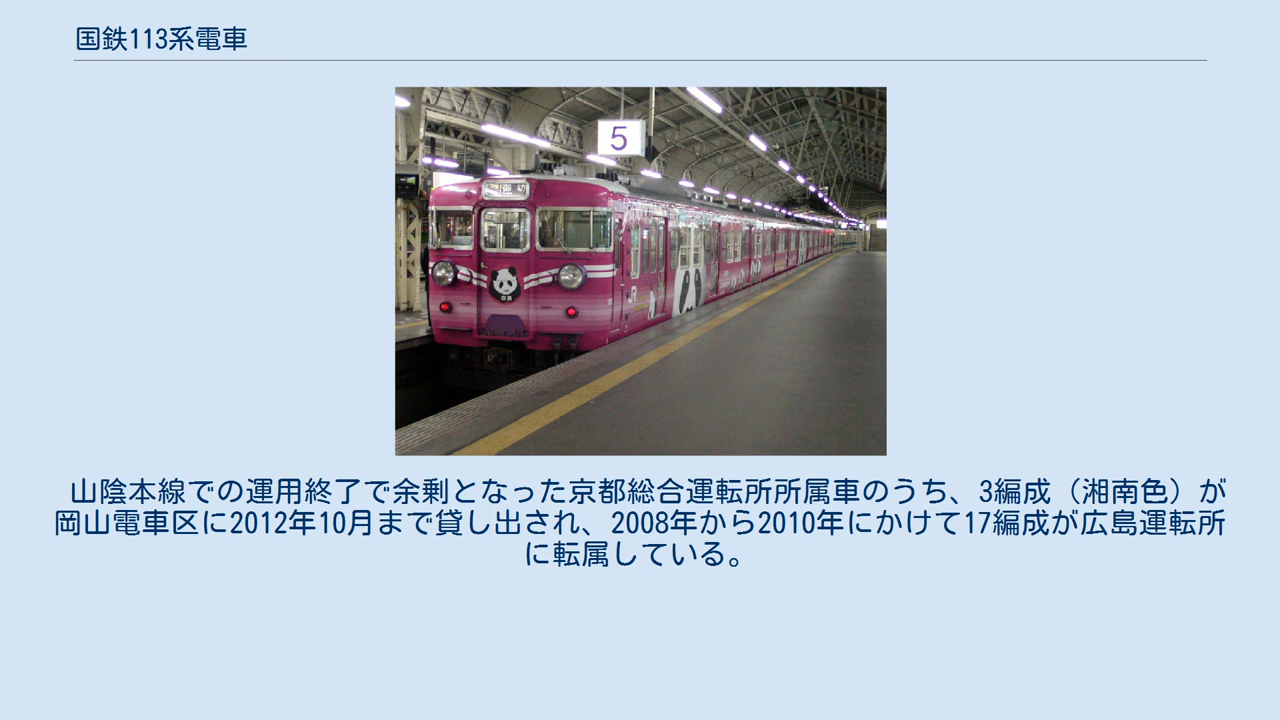 国鉄113系電車
5
御坊
JR
山陰本線での運用終了で余剰となった京都総合運転所所属車のうち、3編成（湘南色）が
岡山電車区に2012年10月まで貸し出され、2008年から2010年にかけて17編成が広島運転所
に転属している。